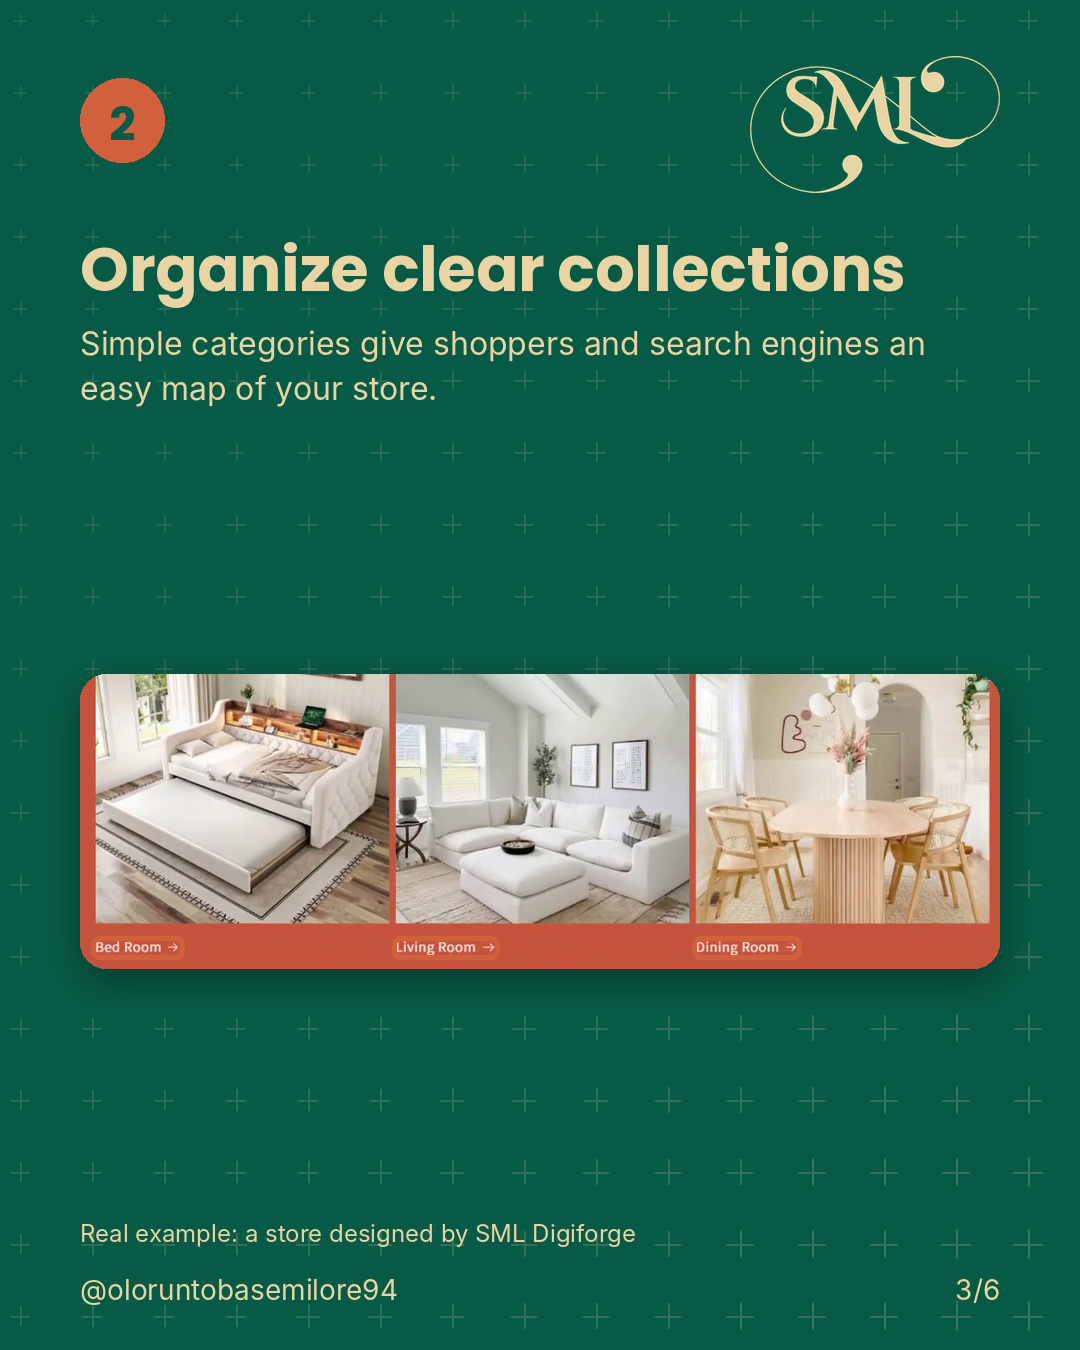 2
SML
Organize clear collections
Simple categories give shoppers and search engines an
easy map of your store.
Bed Room →
Living Room →
Dining Room →
Real example: a store designed by SML Digiforge
@oloruntobasemilore94
3/6